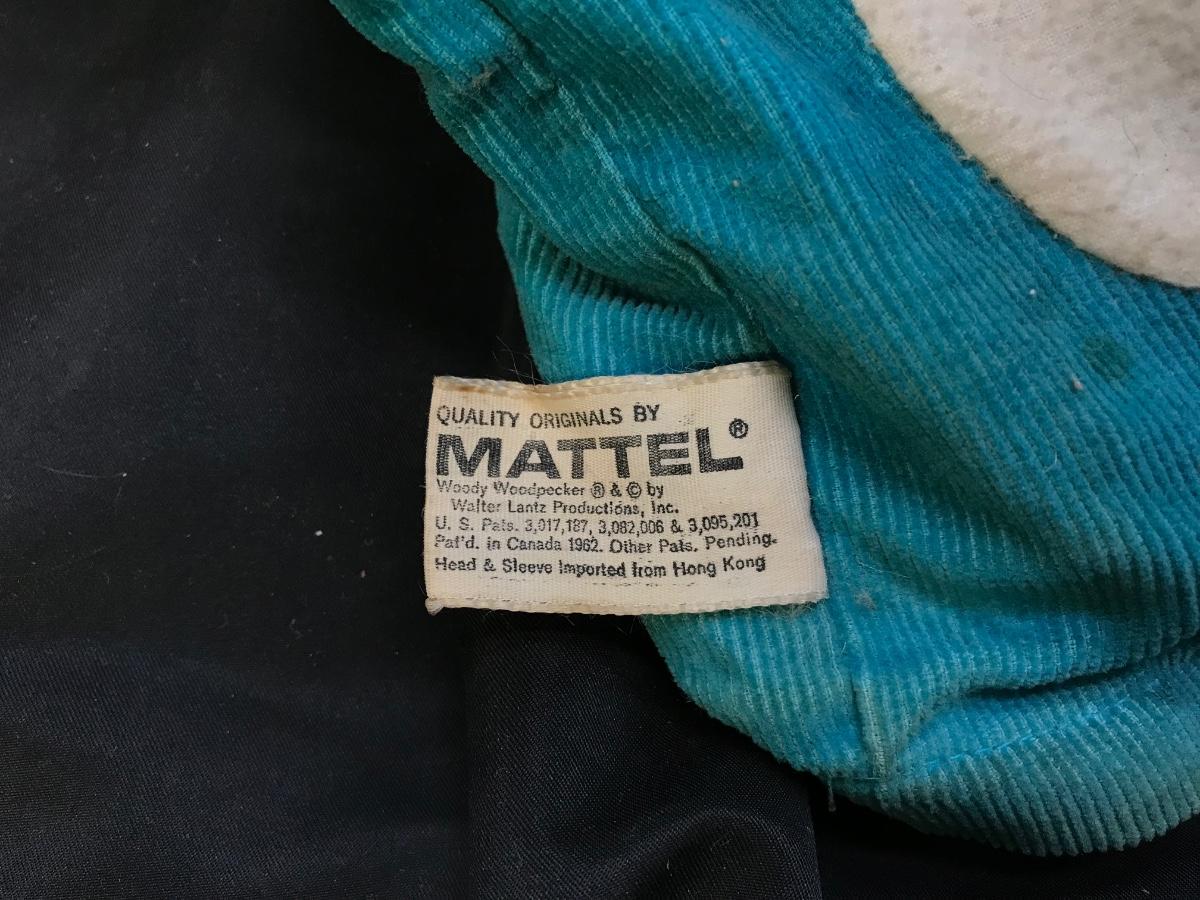 QUALITY ORIGINALS BY
MATTEL®
Woody Woodpecker ® & © by
Walter Lantz Productions, Inc.
U. S. Pats. 3,017,187, 3,082,006 & 3,095,201
Pat'd. in Canada 1962. Other Pats. Pending.
Head & Sleeve Imported from Hong Kong